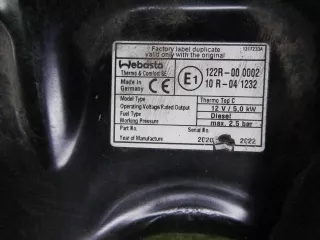 Factory label duplicate
valid only with the original
1317233A
Webasto
Thermo & Comfort SE
Made in
Germany
CE
E1
122R-00 0002
10 R-04/1232
Model Type Thermo Top C
Operating Voltage/Rated Output 12 V / 5,0 kW
Fuel Type Diesel
Working Pressure max. 2.5 bar
Part No. Serial No.
Year of Manufacture 2020 2022